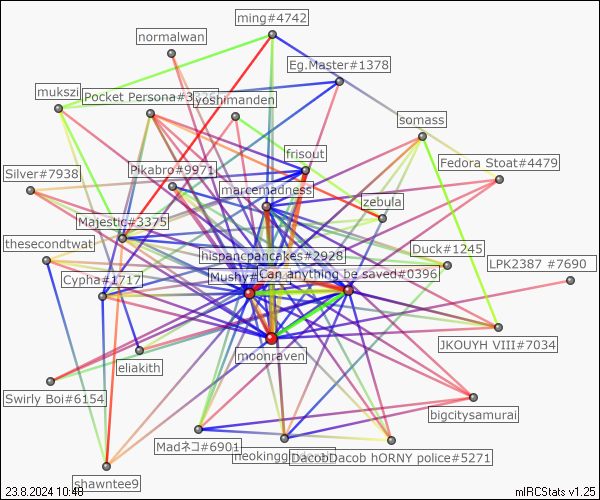 ming#4742
normalwan
Eg.Master#1378
mukszi
Pocket Persona#3
yoshimanden
somass
frisout
Fedora Stoat#4479
Pikabro#9971
Silver#7938
marcemadness
zebula
Majestic#3375
thesecondtwat
Duck#1245
hispancpancakes#2928
LPK2387 #7690
Cypha#1717
Mushy#
Can anything be saved#0396
JKOUYH VIII#7034
moonraven
eliakith
Swirly Boi#6154
bigcitysamurai
Madネコ#6901
neokingg
DacobDacob hORNY police#5271
shawntee9
23.8.2024 10:48
mIRCStats v1.25